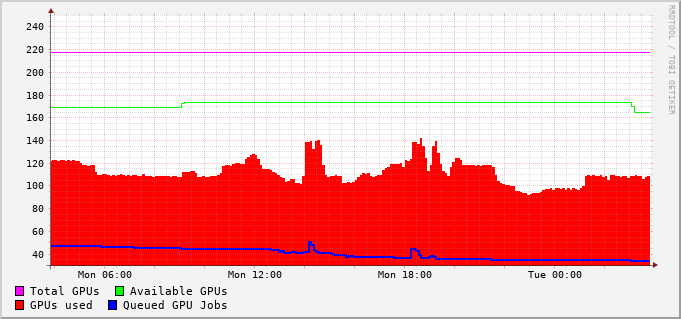 RRDTOOL / TOBI OETIKER
240
220
200
180
160
140
120
100
80
60
40
Mon 06:00 Mon 12:00 Mon 18:00 Tue 00:00
Total GPUs Available GPUs
GPUs used Queued GPU Jobs